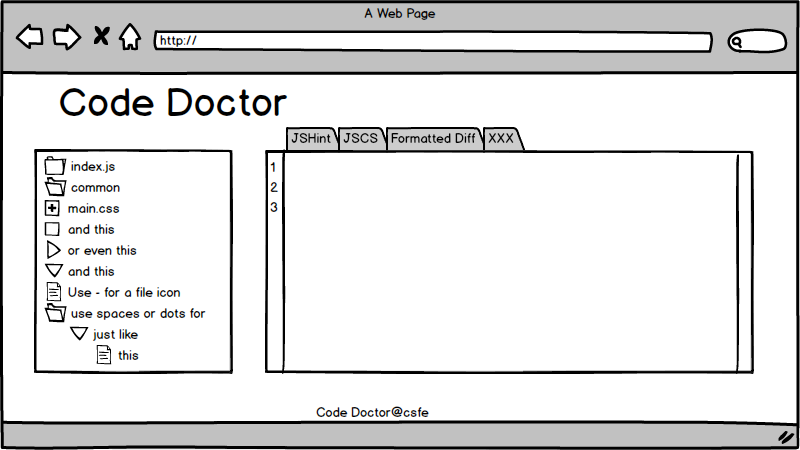 A Web Page
http://
Code Doctor
JSHint JSCS Formatted Diff XXX
index.js
common
main.css
and this
or even this
and this
Use - for a file icon
use spaces or dots for
just like
this
1
2
3
Code Doctor@csfe